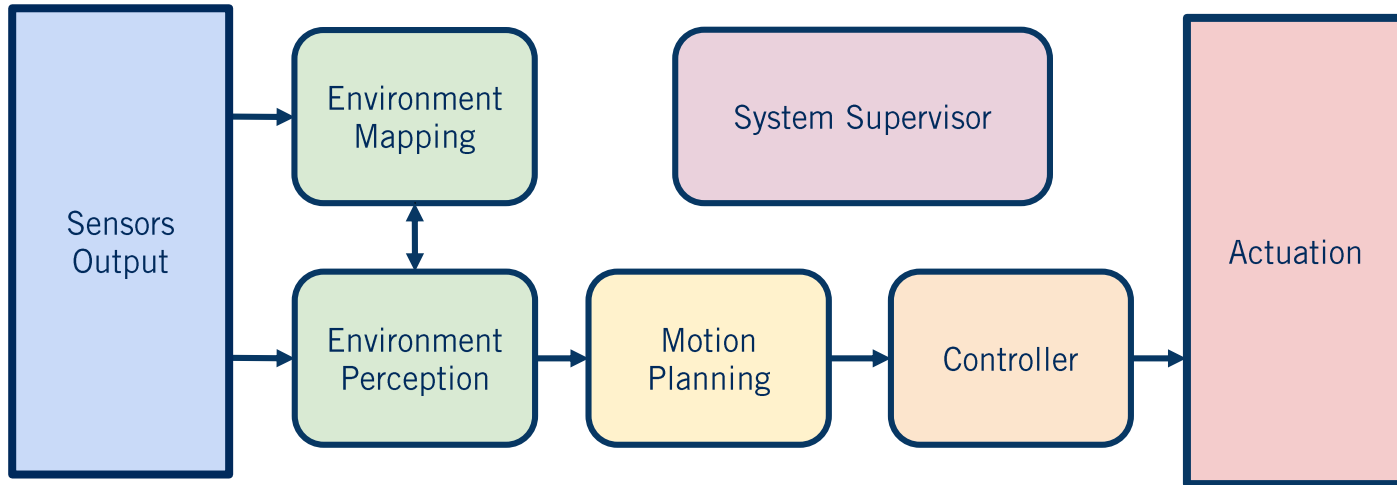 Sensors
Output
Environment
Mapping
Environment
Perception
System Supervisor
Motion
Planning
Controller
Actuation